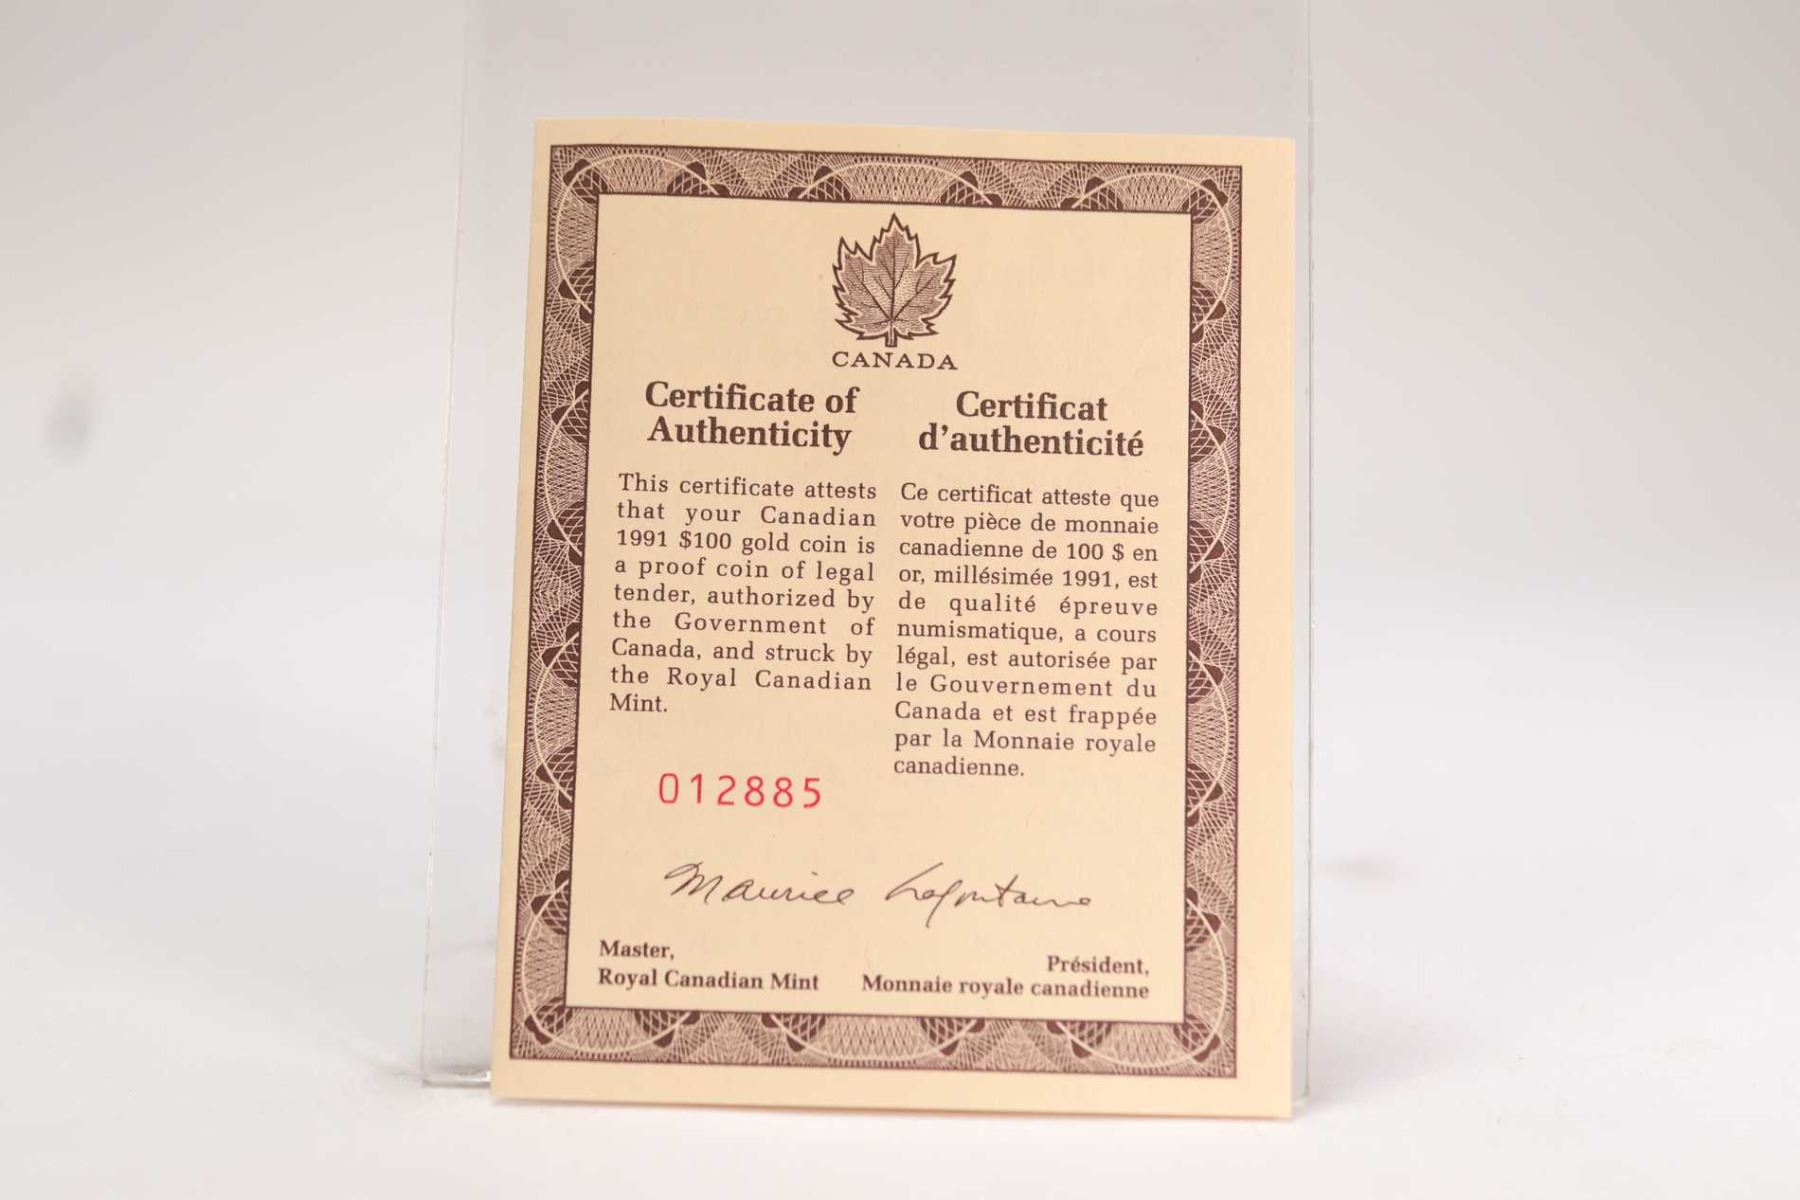 CANADA
Certificate of
Authenticity
This certificate attests
that your Canadian
1991 $100 gold coin is
a proof coin of legal
tender, authorized by
the Government of
Canada, and struck by
the Royal Canadian
Mint.
012885
Certificat
d'authenticité
Ce certificat atteste que
votre pièce de monnaie
canadienne de 100 $ en
or, millésimée 1991, est
de qualité épreuve
numismatique, a cours
légal, est autorisée par
le Gouvernement du
Canada et est frappée
par la Monnaie royale
canadienne.
Maurice Lafontaine
Master,
Royal Canadian Mint
Président,
Monnaie royale canadienne